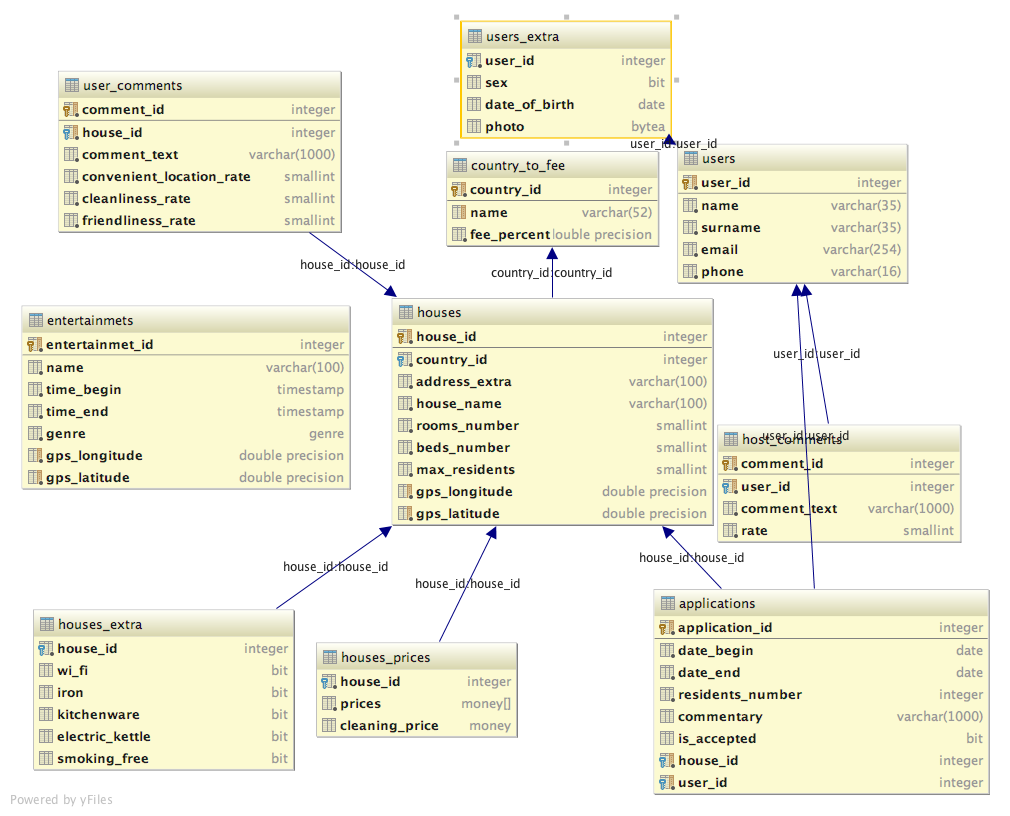 users_extra
user_id integer
sex bit
date_of_birth date
photo bytea
user_comments
comment_id integer
house_id integer
comment_text varchar(1000)
convenient_location_rate smallint
cleanliness_rate smallint
friendliness_rate smallint
user_id:user_id
country_to_fee
country_id integer
name varchar(52)
fee_percent double precision
users
user_id integer
name varchar(35)
surname varchar(35)
email varchar(254)
phone varchar(16)
house_id:house_id
country_id:country_id
entertainmets
entertainmet_id integer
name varchar(100)
time_begin timestamp
time_end timestamp
genre genre
gps_longitude double precision
gps_latitude double precision
houses
house_id integer
country_id integer
address_extra varchar(100)
house_name varchar(100)
rooms_number smallint
beds_number smallint
max_residents smallint
gps_longitude double precision
gps_latitude double precision
user_id:user_id
user_id:user_id
host_comments
comment_id integer
user_id integer
comment_text varchar(1000)
rate smallint
house_id:house_id
house_id:house_id
house_id:house_id
houses_extra
house_id integer
wi_fi bit
iron bit
kitchenware bit
electric_kettle bit
smoking_free bit
houses_prices
house_id integer
prices money[]
cleaning_price money
applications
application_id integer
date_begin date
date_end date
residents_number integer
commentary varchar(1000)
is_accepted bit
house_id integer
user_id integer
Powered by yFiles